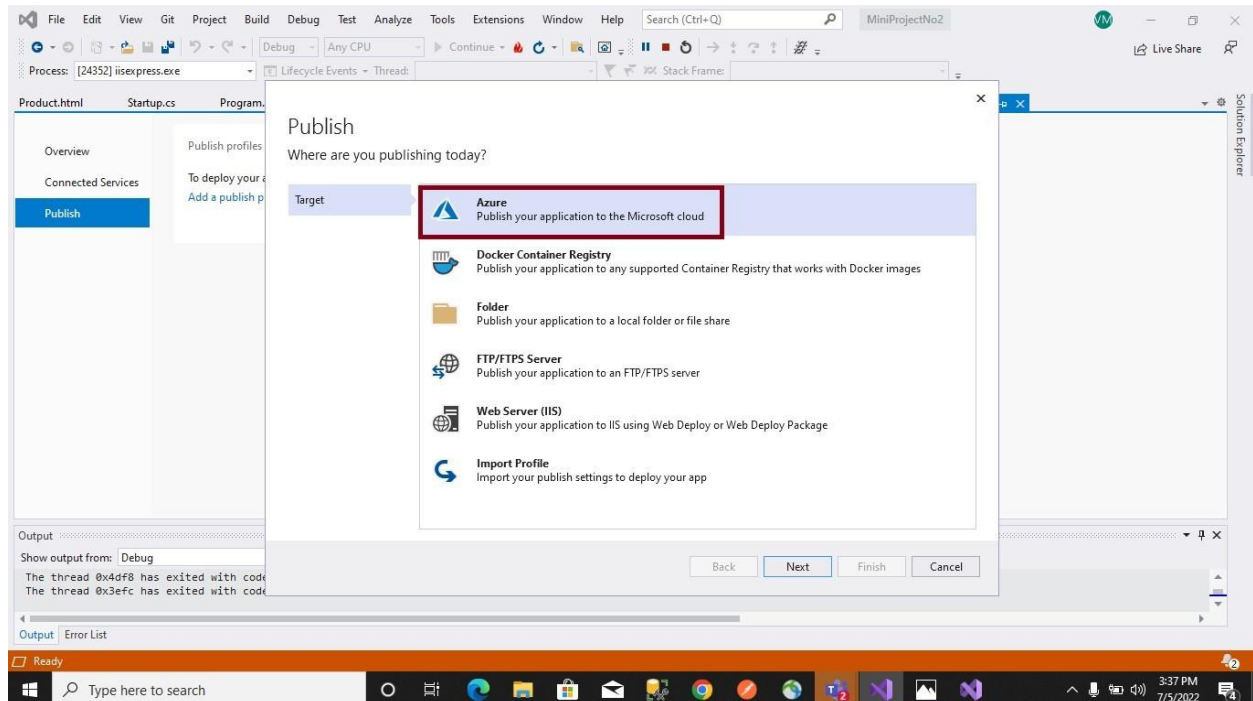 File Edit View Git Project Build Debug Test Analyze Tools Extensions Window Help Search (Ctrl+Q) MiniProjectNo2 VM
Debug Any CPU Continue Live Share
Process: [24352] iisexpress.exe Lifecycle Events Thread: Stack Frame:
Product.html Startup.cs Program.
Solution Explorer
Overview
Connected Services
Publish
Publish profiles
To deploy your a
Add a publish p
Publish
Where are you publishing today?
Target
Azure
Publish your application to the Microsoft cloud
Docker Container Registry
Publish your application to any supported Container Registry that works with Docker images
Folder
Publish your application to a local folder or file share
FTP/FTPS Server
Publish your application to an FTP/FTPS server
Web Server (IIS)
Publish your application to IIS using Web Deploy or Web Deploy Package
Import Profile
Import your publish settings to deploy your app
Back Next Finish Cancel
Output
Show output from: Debug
The thread 0x4df8 has exited with code
The thread 0x3efc has exited with code
Output Error List
Ready 2
Type here to search 2 3:37 PM
7/5/2022 4